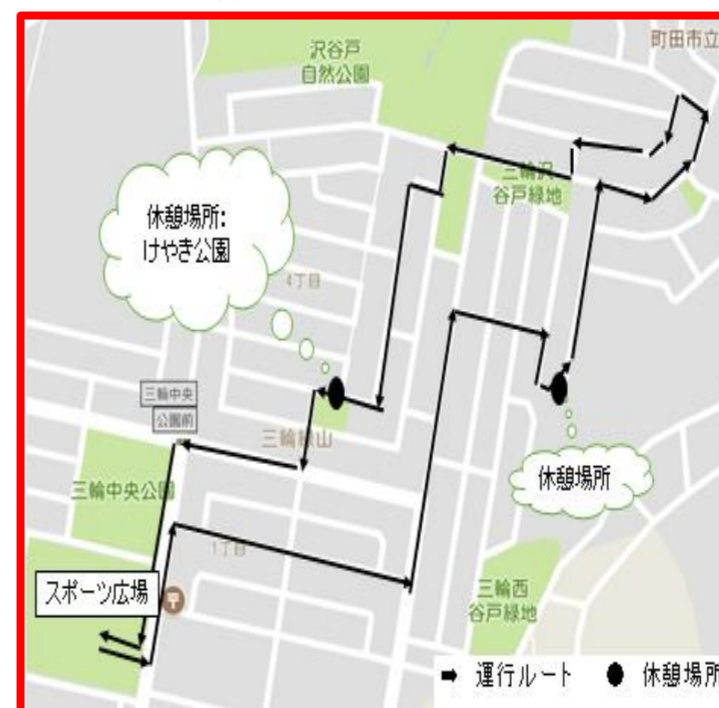 沢谷戸
自然公園
町田市立
三輪沢
谷戸緑地
休憩場所:
けやき公園
4丁目
三輪中央
公園前
三輪緑山
三輪中央公園
休憩場所
1丁目
スポーツ広場
〒
三輪西
谷戸緑地
➡ 運行ルート ● 休憩場所